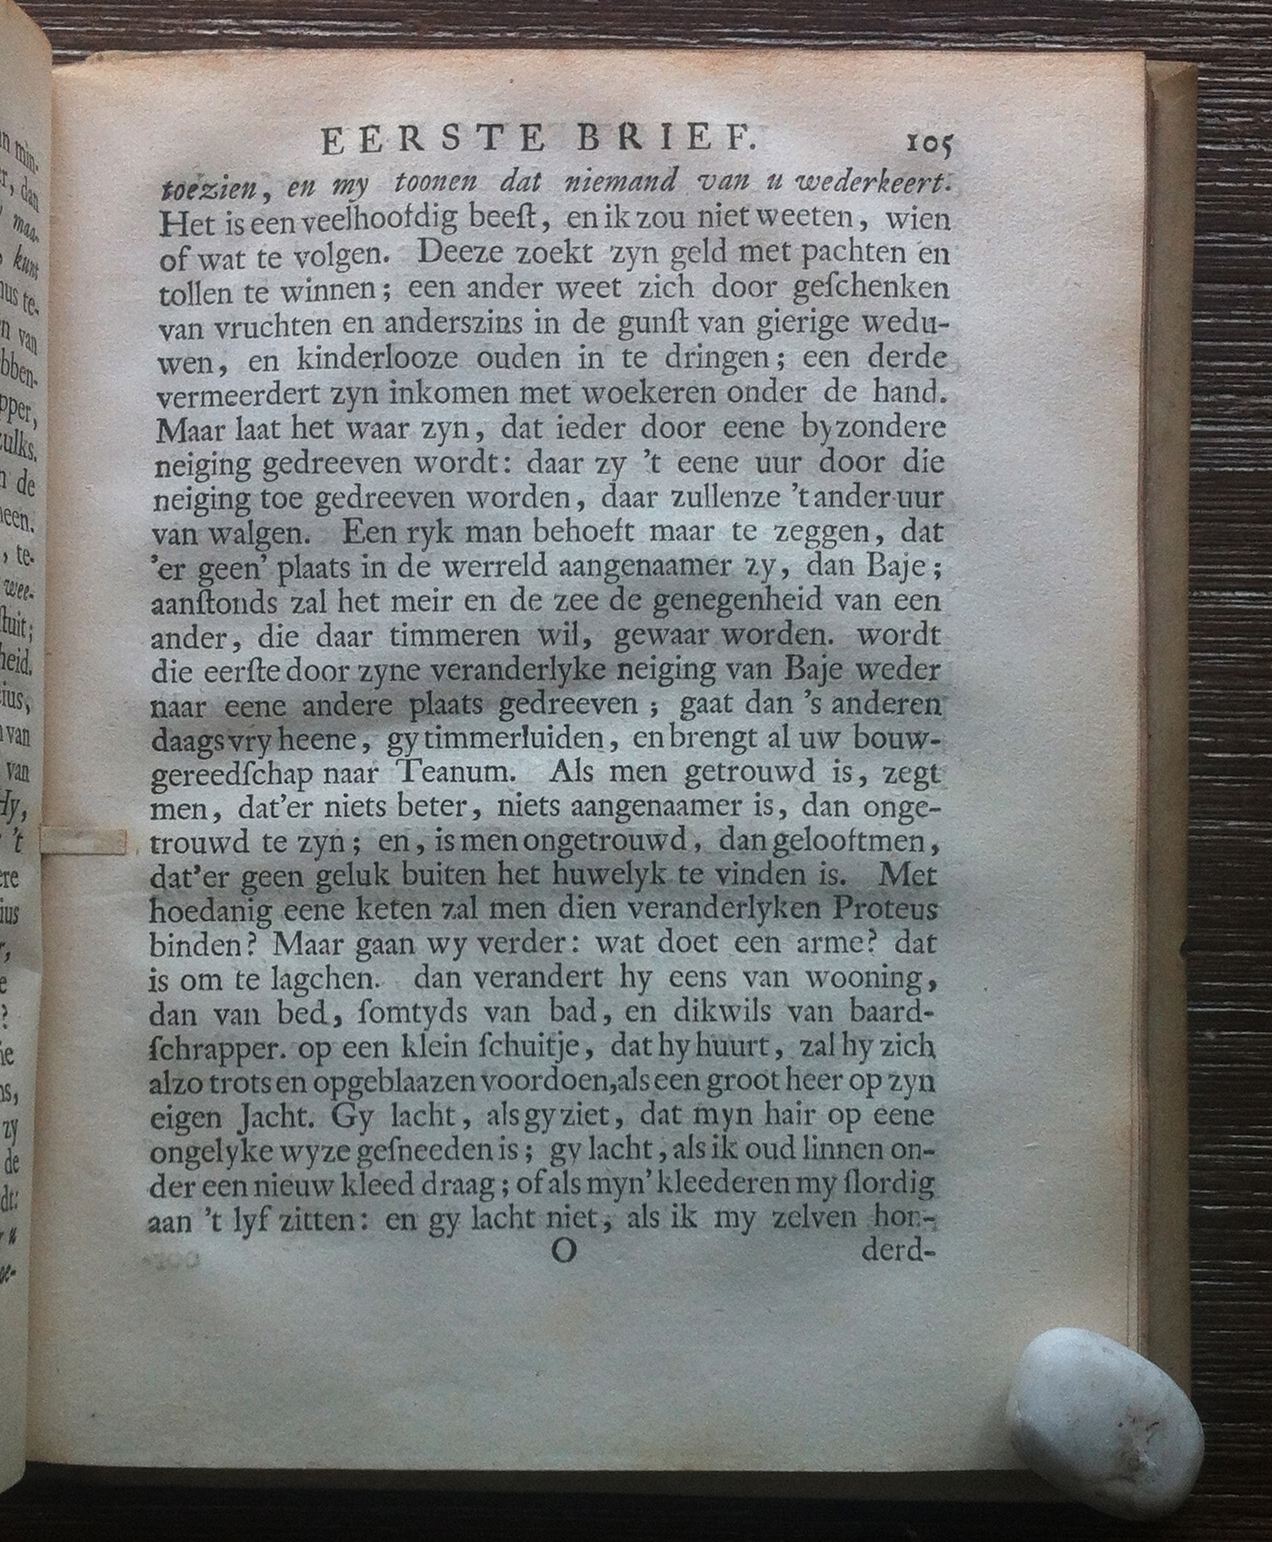 EERSTE BRIEF. 105
toezien, en my toonen dat niemand van u wederkeert.
Het is een veelhoofdig beeſt, en ik zou niet weeten, wien
of wat te volgen. Deeze zoekt zyn geld met pachten en
tollen te winnen; een ander weet zich door geſchenken
van vruchten en anderszins in de gunſt van gierige wedu-
wen, en kinderlooze ouden in te dringen; een derde
vermeerdert zyn inkomen met woekeren onder de hand.
Maar laat het waar zyn, dat ieder door eene byzondere
neiging gedreeven wordt: daar zy 't eene uur door die
neiging toe gedreeven worden, daar zullenze 't ander uur
van walgen. Een ryk man behoeft maar te zeggen, dat
'er geen' plaats in de werreld aangenaamer zy, dan Baje;
aanſtonds zal het meir en de zee de genegenheid van een
ander, die daar timmeren wil, gewaar worden. wordt
die eerſte door zyne veranderlyke neiging van Baje weder
naar eene andere plaats gedreeven; gaat dan 's anderen
daags vry heene, gy timmerluiden, en brengt al uw bouw-
gereedſchap naar Teanum. Als men getrouwd is, zegt
men, dat'er niets beter, niets aangenaamer is, dan onge-
trouwd te zyn; en, is men ongetrouwd, dan gelooftmen,
dat'er geen geluk buiten het huwelyk te vinden is. Met
hoedanig eene keten zal men dien veranderlyken Proteus
binden? Maar gaan wy verder: wat doet een arme? dat
is om te lagchen. dan verandert hy eens van wooning,
dan van bed, ſomtyds van bad, en dikwils van baard-
ſchrapper. op een klein ſchuitje, dat hy huurt, zal hy zich
alzo trots en opgeblaazen voordoen, als een groot heer op zyn
eigen Jacht. Gy lacht, als gy ziet, dat myn hair op eene
ongelyke wyze geſneeden is; gy lacht, als ik oud linnen on-
der een nieuw kleed draag; of als myn' kleederen my ſlordig
aan 't lyf zitten: en gy lacht niet, als ik my zelven hon-
O derd-